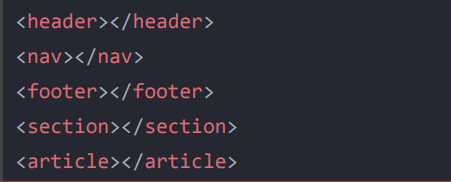 <header></header>
<nav></nav>
<footer></footer>
<section></section>
<article></article>